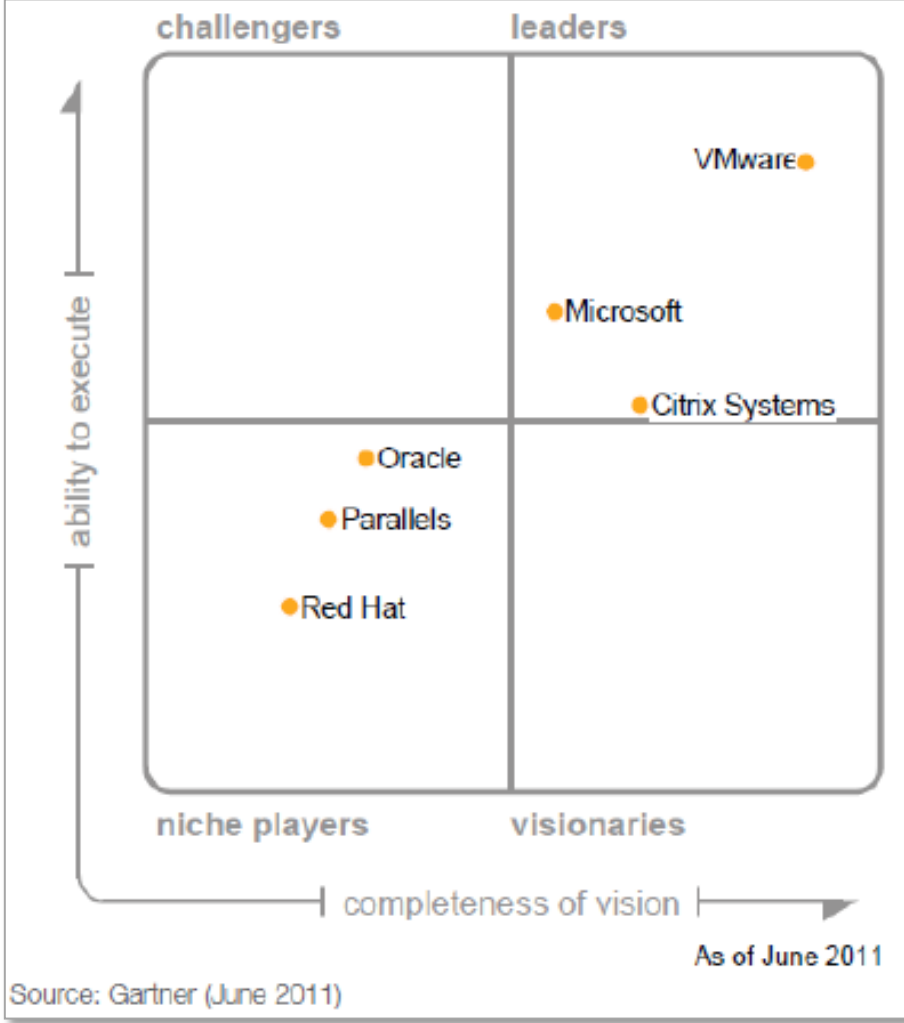 challengers
leaders
VMware
Microsoft
Citrix Systems
ability to execute
Oracle
Parallels
Red Hat
niche players
visionaries
completeness of vision
As of June 2011
Source: Gartner (June 2011)